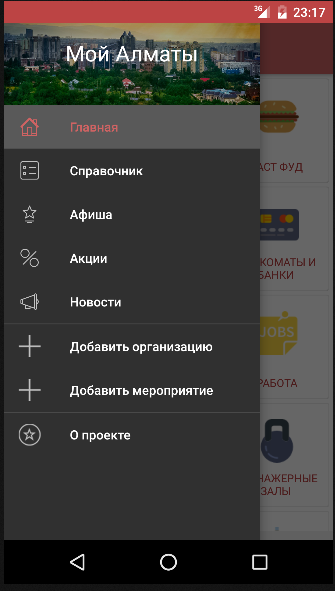 3G
23:17
Мой Алматы
Главная
Справочник
Афиша
Акции
Новости
Добавить организацию
Добавить мероприятие
О проекте
АСТ ФУД
КОМАТЫ И
БАНКИ
JOBS
РАБОТА
НАЖЕРНЫЕ
ЗАЛЫ